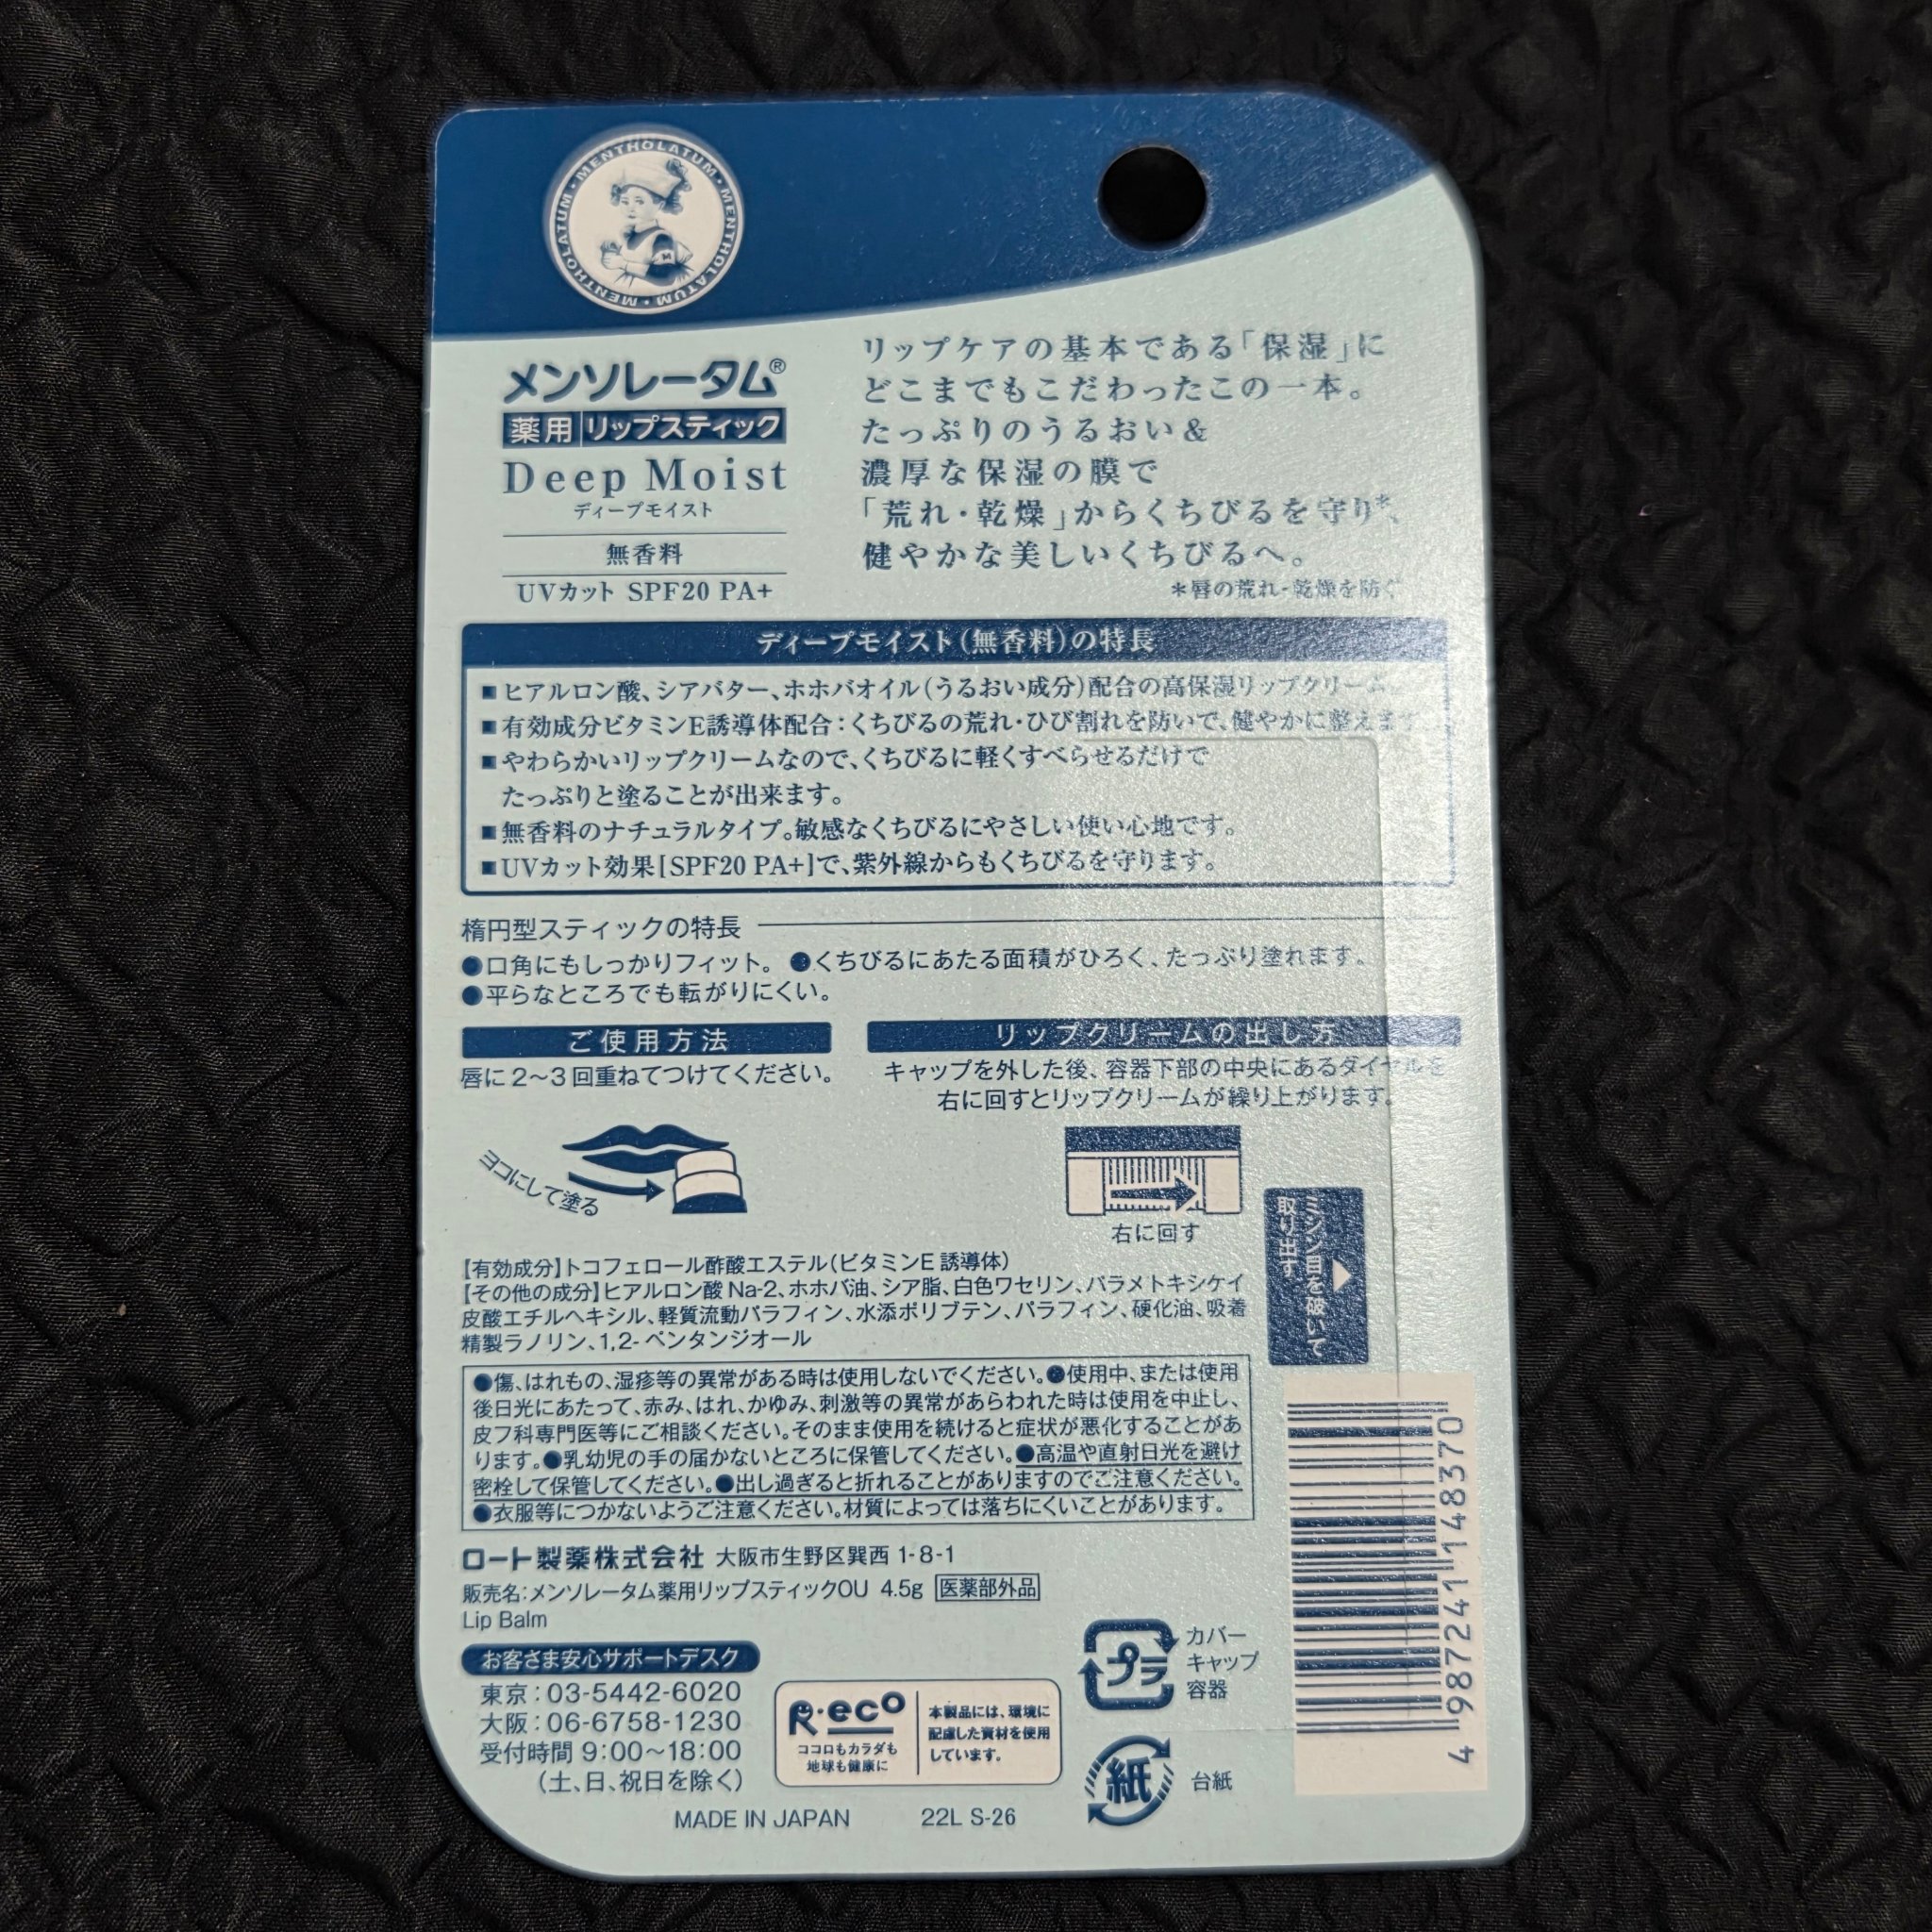 MENTHOLATUM・MENTHOLATUM・MENTHOLATUM・
メンソレータム®
薬用 リップスティック
Deep Moist
ディープモイスト
無香料
UVカット SPF20 PA+
リップケアの基本である「保湿」に
どこまでもこだわったこの一本。
たっぷりのうるおい&
濃厚な保湿の膜で
「荒れ・乾燥」からくちびるを守り*、
健やかな美しいくちびるへ。
*唇の荒れ・乾燥を防ぐ
ディープモイスト(無香料)の特長
■ヒアルロン酸、シアバター、ホホバオイル(うるおい成分)配合の高保湿リップクリーム。
■有効成分ビタミンE誘導体配合:くちびるの荒れ・ひび割れを防いで、健やかに整えます。
■やわらかいリップクリームなので、くちびるに軽くすべらせるだけで
たっぷりと塗ることが出来ます。
■無香料のナチュラルタイプ。敏感なくちびるにやさしい使い心地です。
■UVカット効果[SPF20 PA+]で、紫外線からもくちびるを守ります。
楕円型スティックの特長
●口角にもしっかりフィット。 ●くちびるにあたる面積がひろく、たっぷり塗れます。
●平らなところでも転がりにくい。
ご使用方法
唇に2〜3回重ねてつけてください。
ヨコにして塗る
リップクリームの出し方
キャップを外した後、容器下部の中央にあるダイヤルを
右に回すとリップクリームが繰り上がります。
右に回す
ミシン目を破いて
取り出す
【有効成分】トコフェロール酢酸エステル(ビタミンE 誘導体)
【その他の成分】ヒアルロン酸 Na-2、ホホバ油、シア脂、白色ワセリン、パラメトキシケイ
皮酸エチルヘキシル、軽質流動パラフィン、水添ポリブテン、パラフィン、硬化油、吸着
精製ラノリン、1,2-ペンタンジオール
●傷、はれもの、湿疹等の異常がある時は使用しないでください。●使用中、または使用
後日光にあたって、赤み、はれ、かゆみ、刺激等の異常があらわれた時は使用を中止し、
皮フ科専門医等にご相談ください。そのまま使用を続けると症状が悪化することがあ
ります。●乳幼児の手の届かないところに保管してください。●高温や直射日光を避け
密栓して保管してください。●出し過ぎると折れることがありますのでご注意ください。
●衣服等につかないようご注意ください。材質によっては落ちにくいことがあります。
ロート製薬株式会社 大阪市生野区巽西 1-8-1
販売名:メンソレータム薬用リップスティックOU 4.5g 医薬部外品
Lip Balm
お客さま安心サポートデスク
東京:03-5442-6020
大阪:06-6758-1230
受付時間 9:00〜18:00
(土、日、祝日を除く)
R・eco
ココロもカラダも
地球も健康に
本製品には、環境に
配慮した資材を使用
しています。
プラ
カバー
キャップ
容器
紙
台紙
4 987241 148370
MADE IN JAPAN 22L S-26